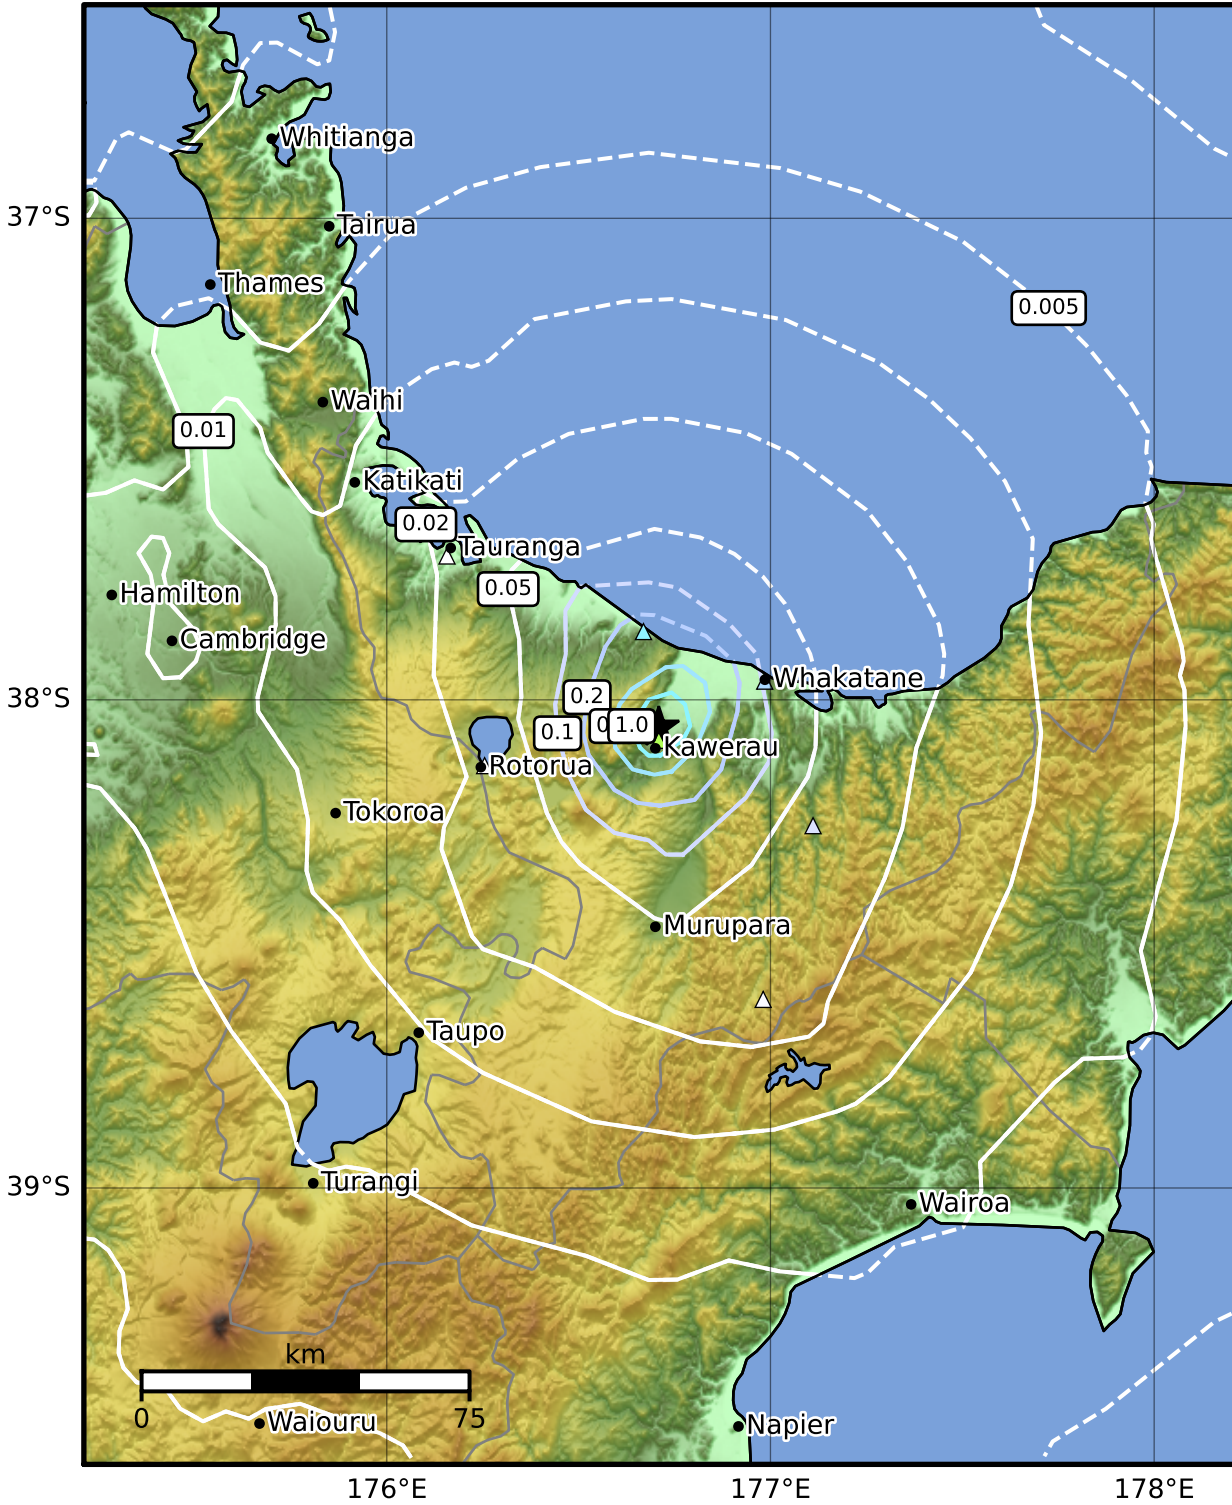 Whitianga
37°S
Tairua
Thames
0.005
Waihi
0.01
Katikati
0.02
Tauranga
0.05
Hamilton
Cambridge
Whakatane
38°S
0.2
0.1
0
1.0
Kawerau
Rotorua
Tokoroa
Murupara
Taupo
Turangi
39°S
Wairoa
km
0
75
Waiouru
Napier
176°E
177°E
178°E